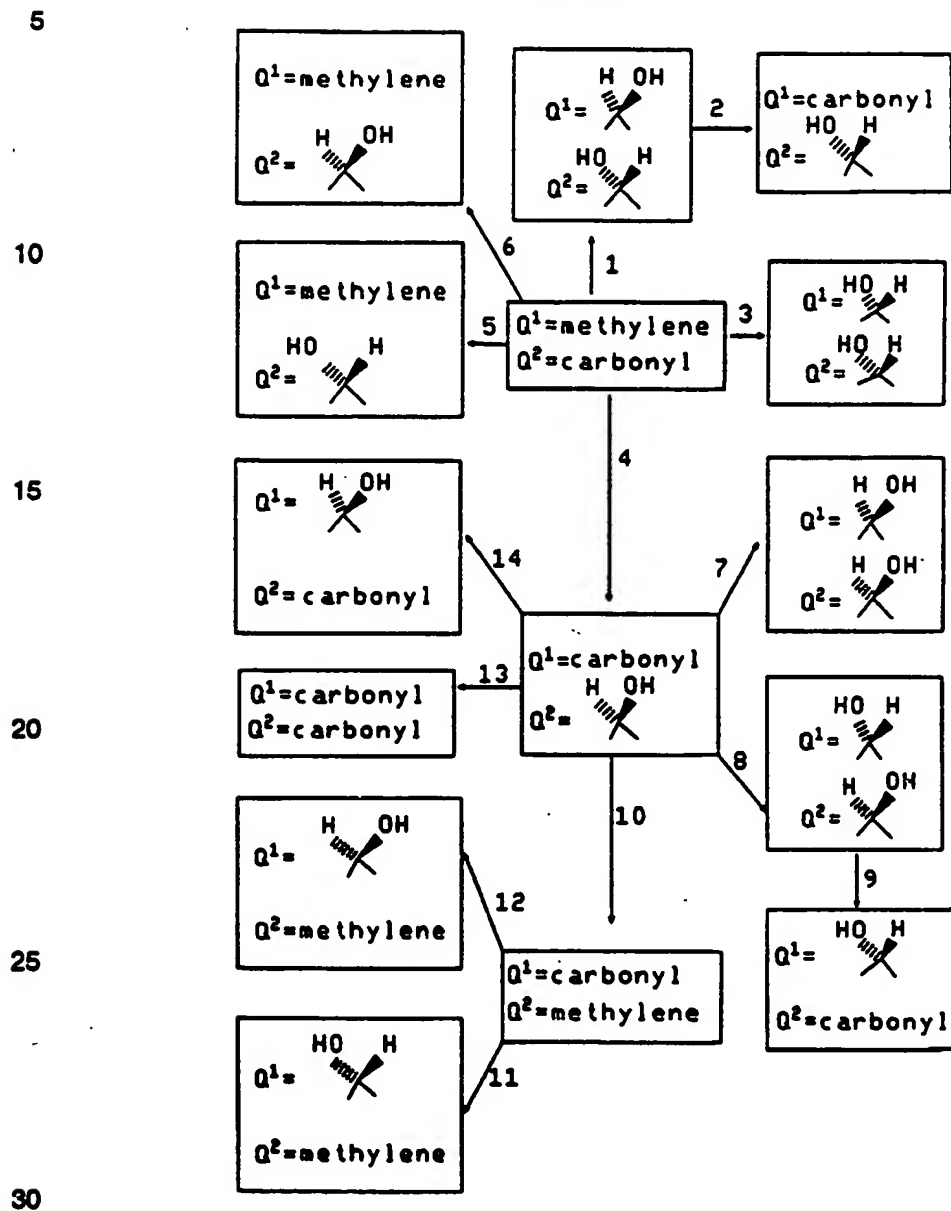 5
Q¹=methylene
H OH
Q²=
H OH
Q¹=
HO H
Q²=
2
Q¹=carbonyl
HO H
Q²=
10
6
1
Q¹=methylene
HO H
Q²=
5
Q¹=methylene
Q²=carbonyl
3
Q¹= HO H
HO H
Q²=
4
15
H OH
Q¹=
Q²=carbonyl
14
7
H OH
Q¹=
H OH
Q²=
13
Q¹=carbonyl
Q²=carbonyl
Q¹=carbonyl
H OH
Q²=
20
8
HO H
Q¹=
H OH
Q²=
10
9
H OH
Q¹=
Q²=methylene
12
25
Q¹=carbonyl
Q²=methylene
HO H
Q¹=
Q²=carbonyl
11
HO H
Q¹=
Q²=methylene
30